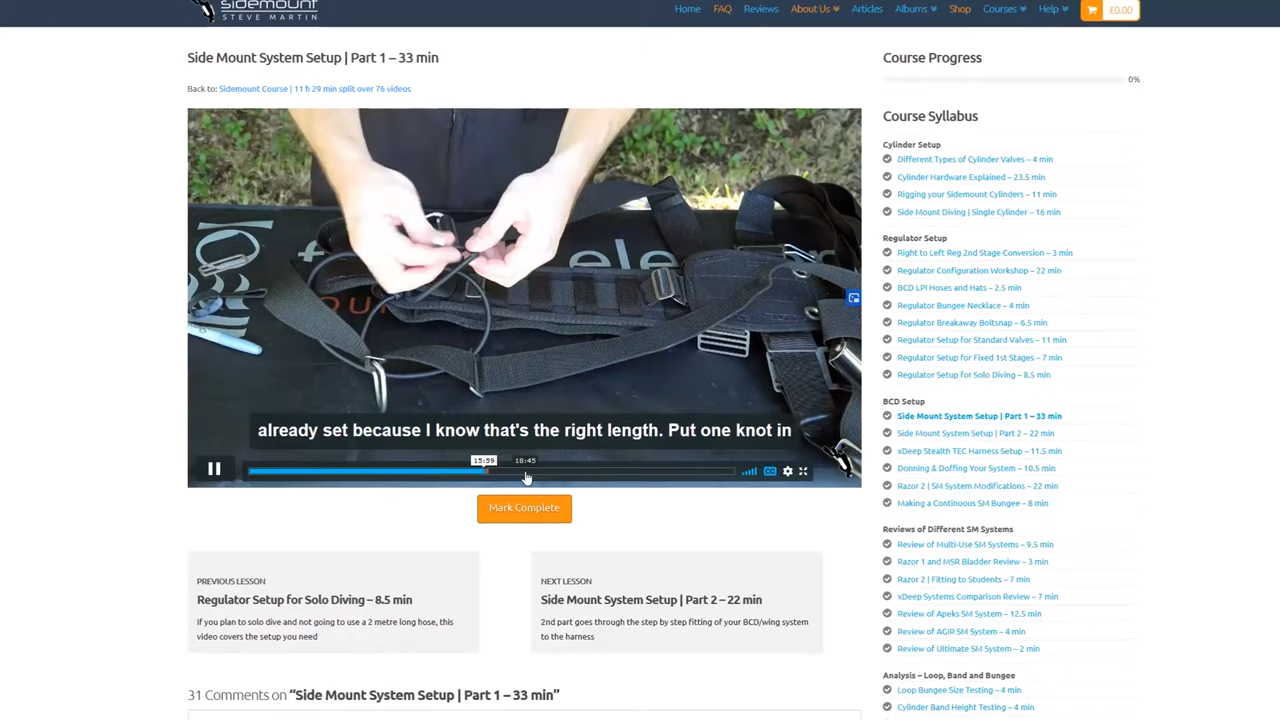 sidemount
STEVE MARTIN
Home
FAQ
Reviews
About Us
Articles
Albums
Shop
Courses
Help
£0.00
Side Mount System Setup | Part 1 – 33 min
Back to: Sidemount Course | 11 h 29 min split over 76 videos
already set because I know that's the right length. Put one knot in
15:59
18:45
CC
Mark Complete
PREVIOUS LESSON
Regulator Setup for Solo Diving – 8.5 min
If you plan to solo dive and not going to use a 2 metre long hose, this
video covers the setup you need
NEXT LESSON
Side Mount System Setup | Part 2 – 22 min
2nd part goes through the step by step fitting of your BCD/wing system
to the harness
31 Comments on “Side Mount System Setup | Part 1 – 33 min”
Course Progress
0%
Course Syllabus
Cylinder Setup
Different Types of Cylinder Valves – 4 min
Cylinder Hardware Explained – 23.5 min
Rigging your Sidemount Cylinders – 11 min
Side Mount Diving | Single Cylinder – 16 min
Regulator Setup
Right to Left Reg 2nd Stage Conversion – 3 min
Regulator Configuration Workshop – 22 min
BCD LPI Hoses and Hats – 2.5 min
Regulator Bungee Necklace – 4 min
Regulator Breakaway Boltsnap – 6.5 min
Regulator Setup for Standard Valves – 11 min
Regulator Setup for Fixed 1st Stages – 7 min
Regulator Setup for Solo Diving – 8.5 min
BCD Setup
Side Mount System Setup | Part 1 – 33 min
Side Mount System Setup | Part 2 – 22 min
xDeep Stealth TEC Harness Setup – 11.5 min
Donning & Doffing Your System – 10.5 min
Razor 2 | SM System Modifications – 22 min
Making a Continuous SM Bungee – 8 min
Reviews of Different SM Systems
Review of Multi-Use SM Systems – 9.5 min
Razor 1 and MSR Bladder Review – 3 min
Razor 2 | Fitting to Students – 7 min
xDeep Systems Comparison Review – 7 min
Review of Apeks SM System – 12.5 min
Review of AGIR SM System – 4 min
Review of Ultimate SM System – 2 min
Analysis – Loop, Band and Bungee
Loop Bungee Size Testing – 4 min
Cylinder Band Height Testing – 4 min